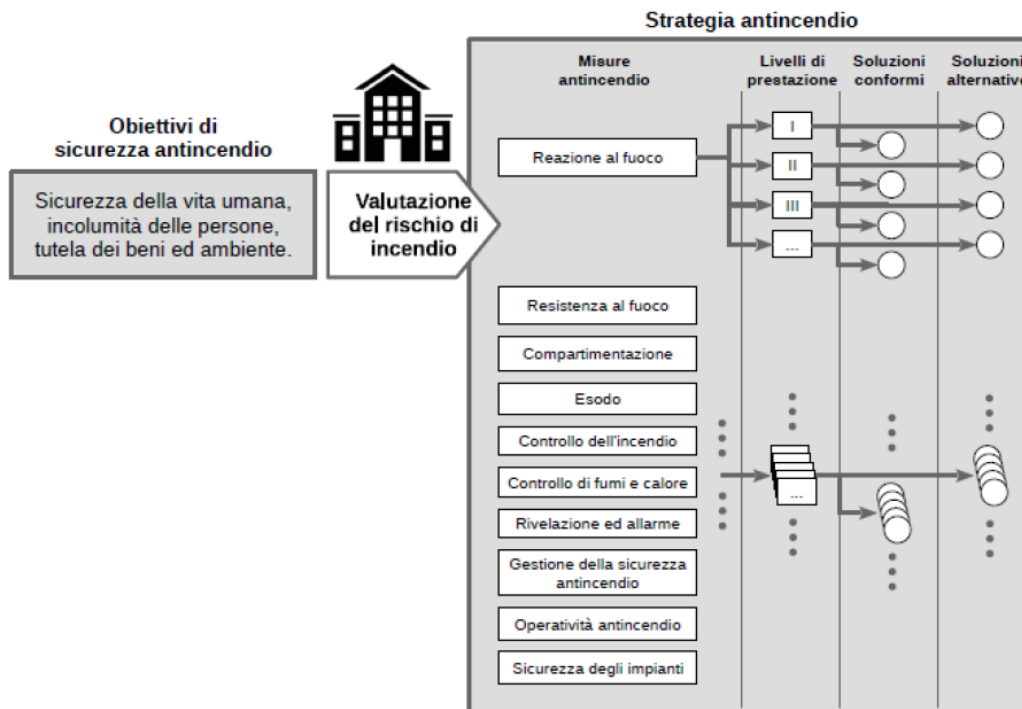 Strategia antincendio
Misure
antincendio
Livelli di
prestazione
Soluzioni
conformi
Soluzioni
alternative
Obiettivi di
sicurezza antincendio
Sicurezza della vita umana,
incolumità delle persone,
tutela dei beni ed ambiente.
Valutazione
del rischio di
incendio
Reazione al fuoco
I
II
III
...
Resistenza al fuoco
Compartimentazione
Esodo
Controllo dell'incendio
Controllo di fumi e calore
...
Rivelazione ed allarme
Gestione della sicurezza
antincendio
Operatività antincendio
Sicurezza degli impianti